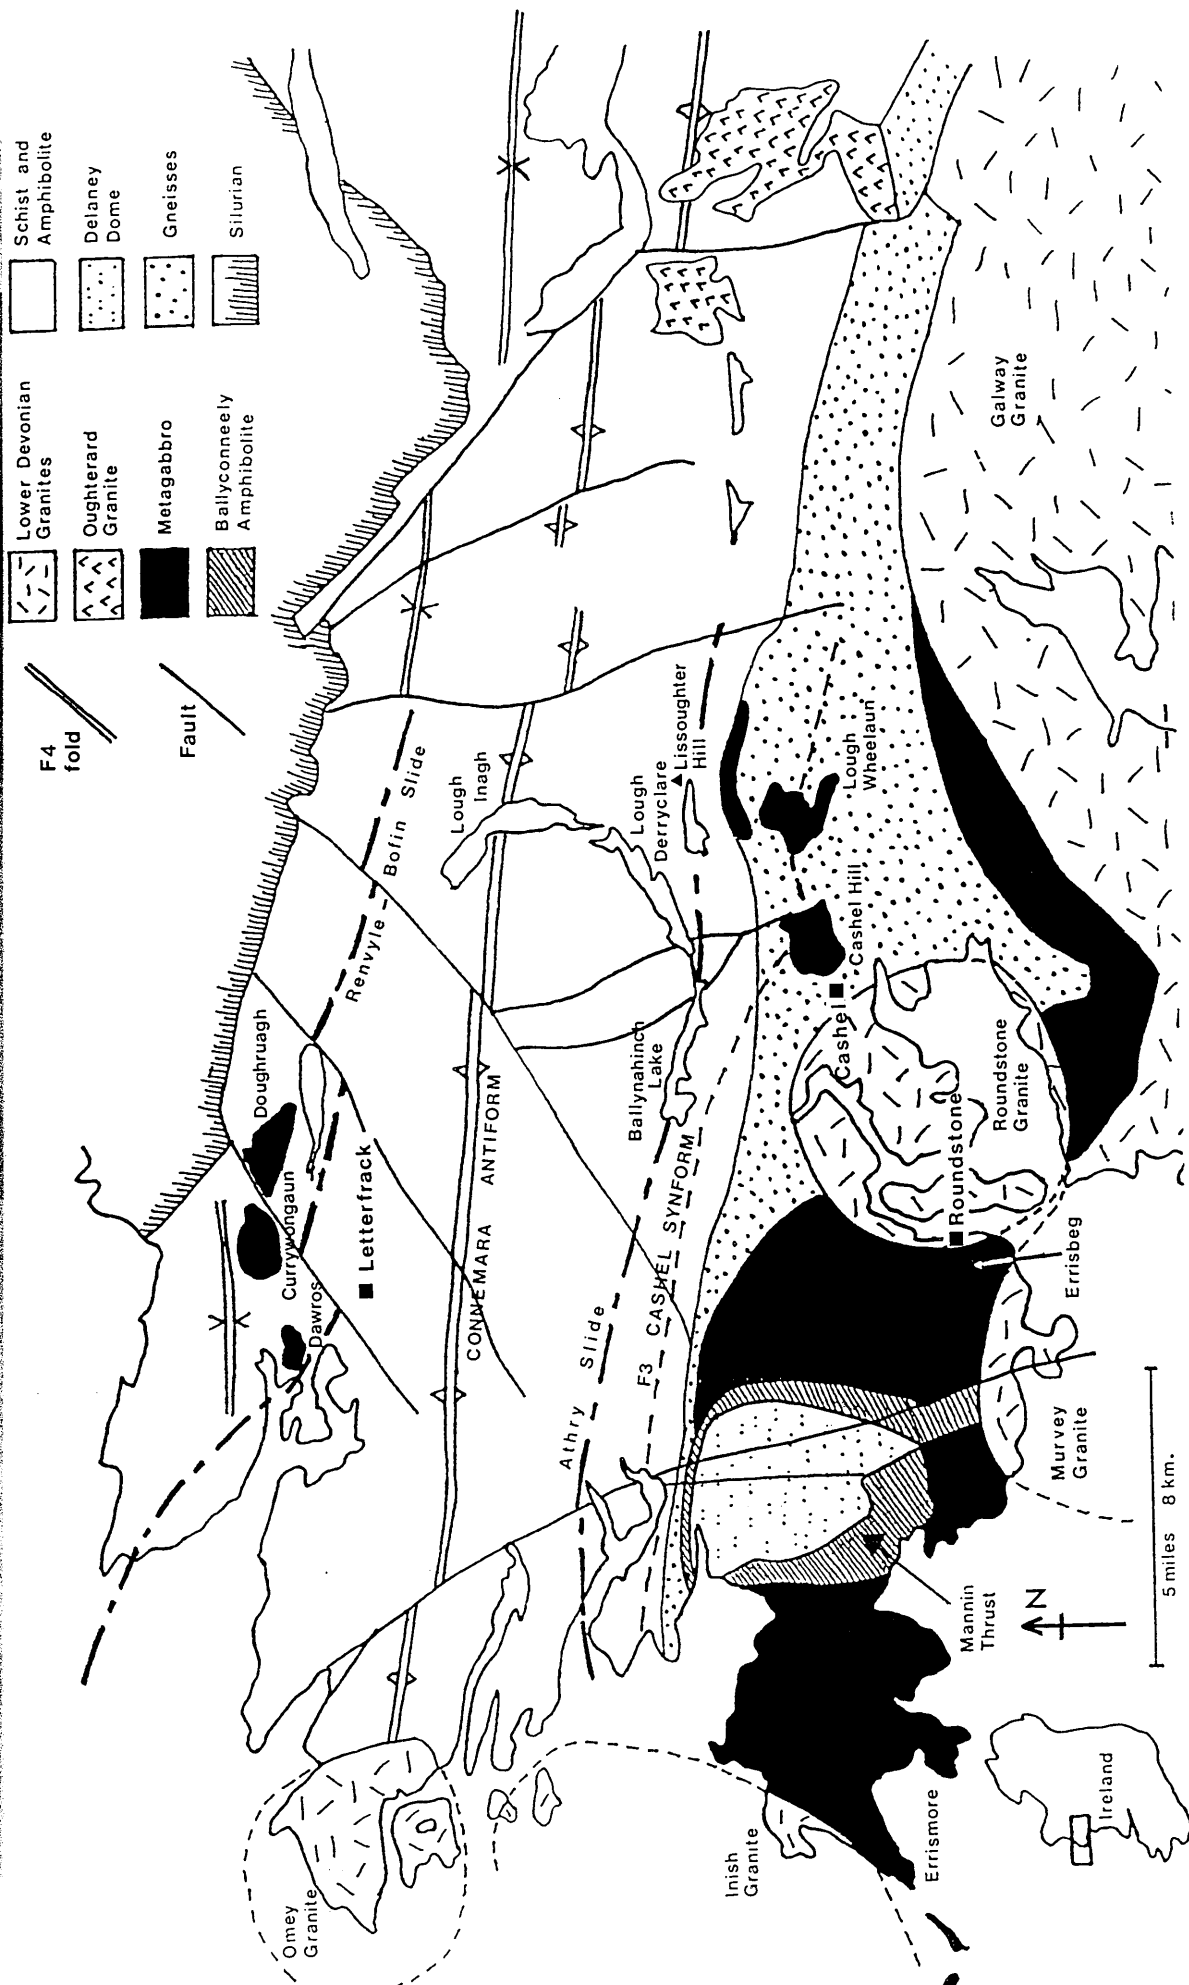 F4
fold
Fault
Lower Devonian
Granites
Oughterard
Granite
Metagabbro
Ballyconneely
Amphibolite
Schist and
Amphibolite
Delaney
Dome
Gneisses
Silurian
Doughruagh
Currywongaun
Dawros
Letterfrack
Renvyle - Bofin Slide
Lough
Inagh
CONNEMARA ANTIFORM
Lough
Derryclare
Lissoughter
Hill
Ballynahinch
Lake
Athry Slide
F3 CASHEL SYNFORM
Lough
Wheelaun
Cashel Hill
Cashel
Roundstone
Roundstone
Granite
Galway
Granite
Errisbeg
Murvey
Granite
Mannin
Thrust
Omey
Granite
Inish
Granite
Errismore
Ireland
N
5 miles 8 km.